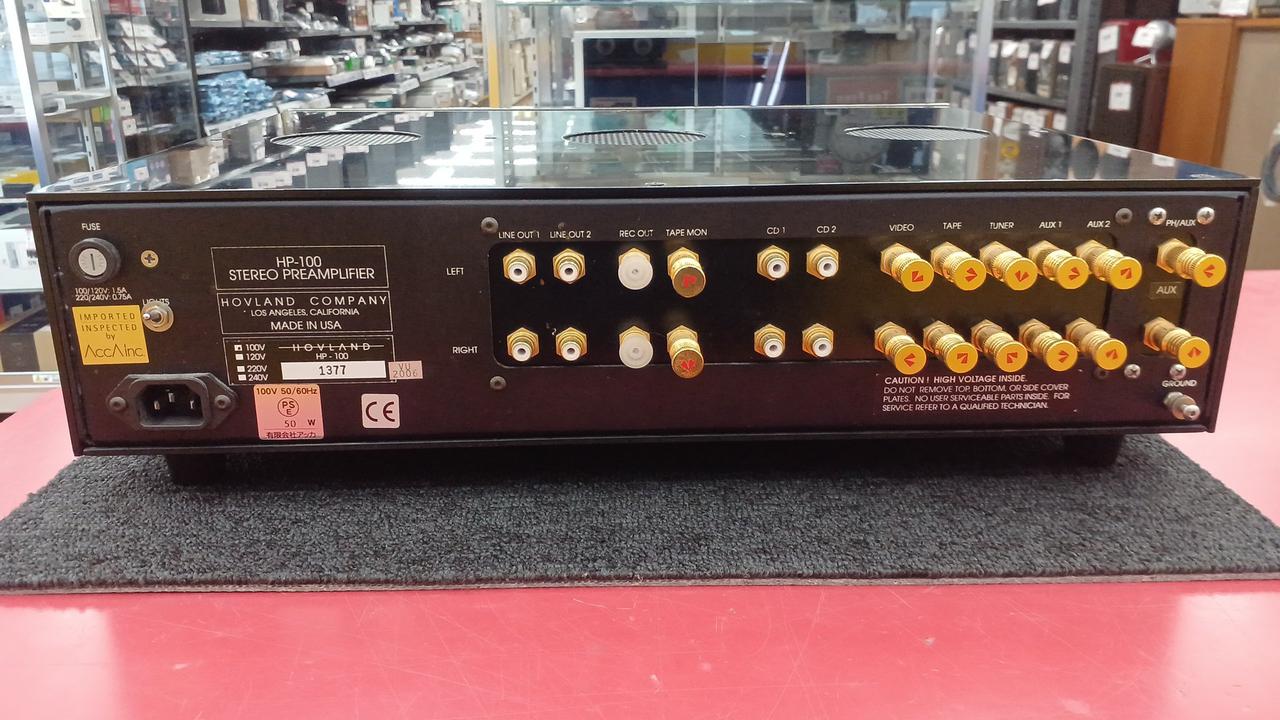 FUSE
100/120V: 1.5A
220/240V: 0.75A
LIGHTS
IMPORTED
INSPECTED
by
AccA inc.
HP-100
STEREO PREAMPLIFIER
HOVLAND COMPANY
LOS ANGELES, CALIFORNIA
MADE IN USA
100V
120V
220V
240V
HOVLAND
HP-100
1377
VII
2006
100V 50/60Hz
PS
E
50 W
有限会社アッカ
CE
LEFT
RIGHT
LINE OUT 1
LINE OUT 2
REC OUT
TAPE MON
CD 1
CD 2
VIDEO
TAPE
TUNER
AUX 1
AUX 2
PH/AUX
AUX
GROUND
CAUTION ! HIGH VOLTAGE INSIDE.
DO NOT REMOVE TOP, BOTTOM, OR SIDE COVER
PLATES. NO USER SERVICEABLE PARTS INSIDE. FOR
SERVICE REFER TO A QUALIFIED TECHNICIAN.